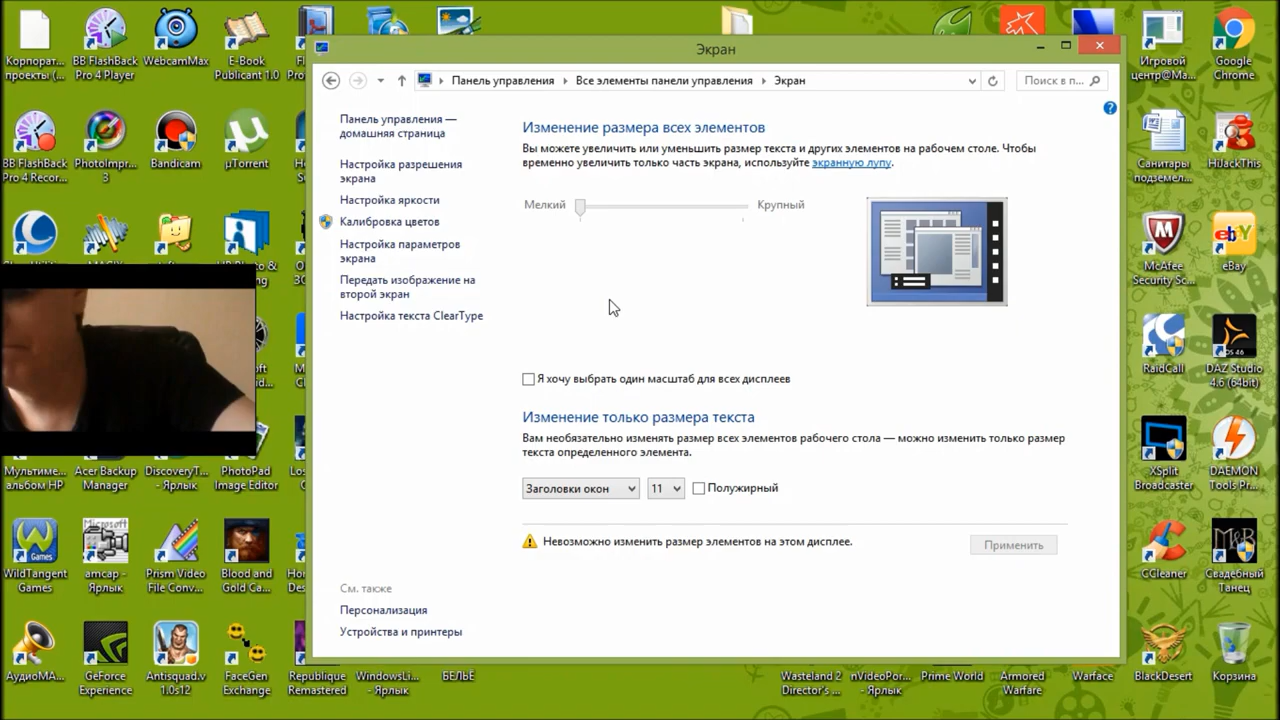 Экран
Панель управления
Все элементы панели управления
Экран
Поиск в п...
Панель управления —
домашняя страница
Настройка разрешения
экрана
Настройка яркости
Калибровка цветов
Настройка параметров
экрана
Передать изображение на
второй экран
Настройка текста ClearType
См. также
Персонализация
Устройства и принтеры
Изменение размера всех элементов
Вы можете увеличить или уменьшить размер текста и других элементов на рабочем столе. Чтобы
временно увеличить только часть экрана, используйте экранную лупу.
Мелкий
Крупный
Я хочу выбрать один масштаб для всех дисплеев
Изменение только размера текста
Вам необязательно изменять размер всех элементов рабочего стола — можно изменить только размер
текста определенного элемента.
Заголовки окон
11
Полужирный
Невозможно изменить размер элементов на этом дисплее.
Применить
Корпорат...
проекты (...
BB FlashBack
Pro 4 Player
WebcamMax
E-Book
Publicant 1.0
BB FlashBack
Pro 4 Recor...
PhotoImpr...
3
Bandicam
µTorrent
Мультиме...
альбом HP
Acer Backup
Manager
DiscoveryT...
- Ярлык
PhotoPad
Image Editor
WildTangent
Games
amcap -
Ярлык
Prism Video
File Conv...
Blood and
Gold Ca...
АудиоМА...
GeForce
Experience
Antisquad.v
1.0s12
FaceGen
Exchange
Republique
Remastered
WindowsLi...
- Ярлык
БЕЛЬЕ
Wasteland 2
Director's ...
nVideoPor...
- Ярлык
Prime World
Armored
Warfare
Warface
BlackDesert
Корзина
Игровой
центр@Ma...
Google
Chrome
Санитары
подземел...
HiJackThis
McAfee
Security Sc...
eBay
RaidCall
DAZ Studio
4.6 (64bit)
XSplit
Broadcaster
DAEMON
Tools Pr...
CCleaner
Свадебный
Танец